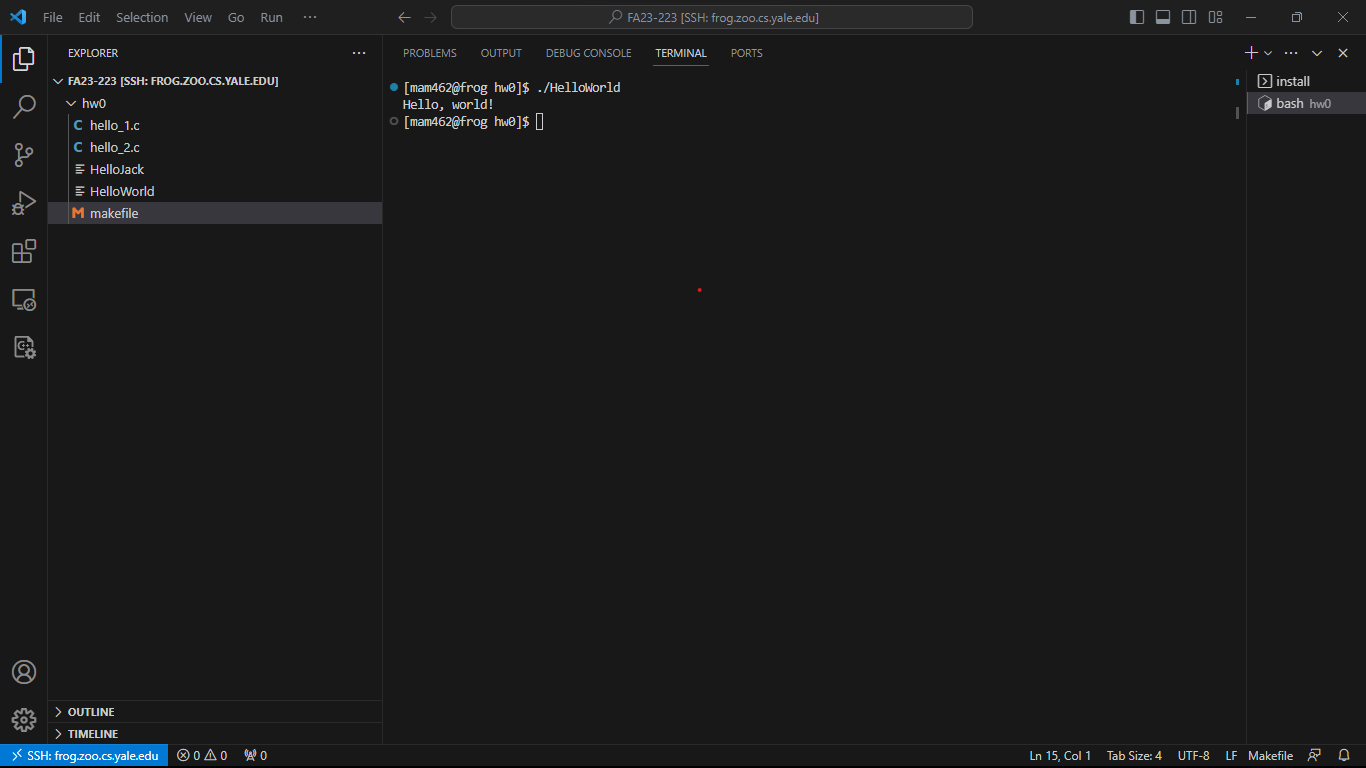 File Edit Selection View Go Run ···
FA23-223 [SSH: frog.zoo.cs.yale.edu]
EXPLORER
FA23-223 [SSH: FROG.ZOO.CS.YALE.EDU]
hw0
C hello_1.c
C hello_2.c
HelloJack
HelloWorld
M makefile
OUTLINE
TIMELINE
PROBLEMS OUTPUT DEBUG CONSOLE TERMINAL PORTS
[mam462@frog hw0]$ ./HelloWorld
Hello, world!
[mam462@frog hw0]$
install
bash hw0
SSH: frog.zoo.cs.yale.edu 0 0 0 Ln 15, Col 1 Tab Size: 4 UTF-8 LF Makefile